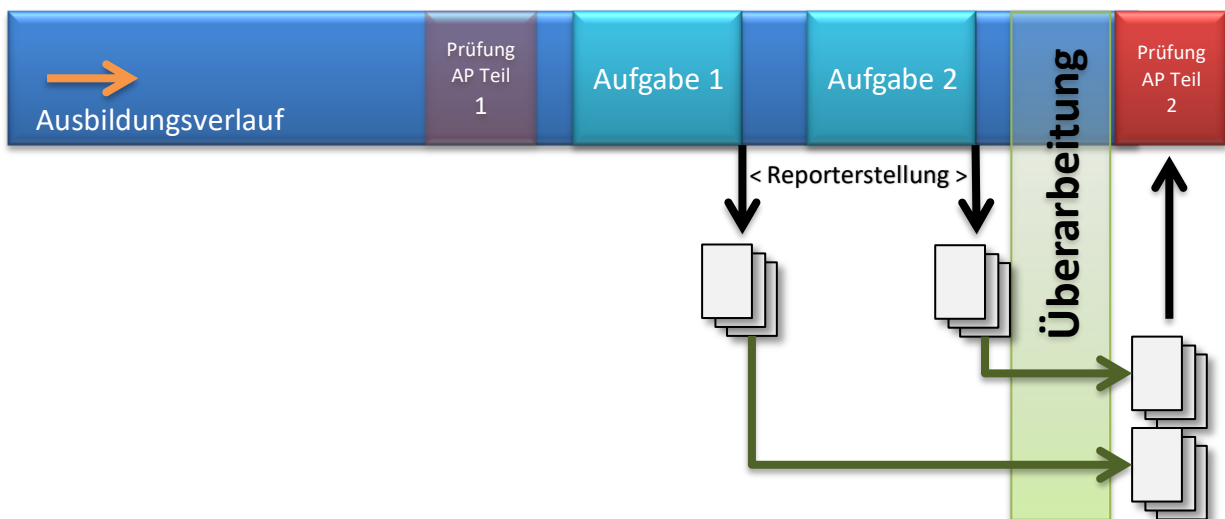 Ausbildungsverlauf
Prüfung
AP Teil
1
Aufgabe 1
Aufgabe 2
Überarbeitung
Prüfung
AP Teil
2
< Reporterstellung >